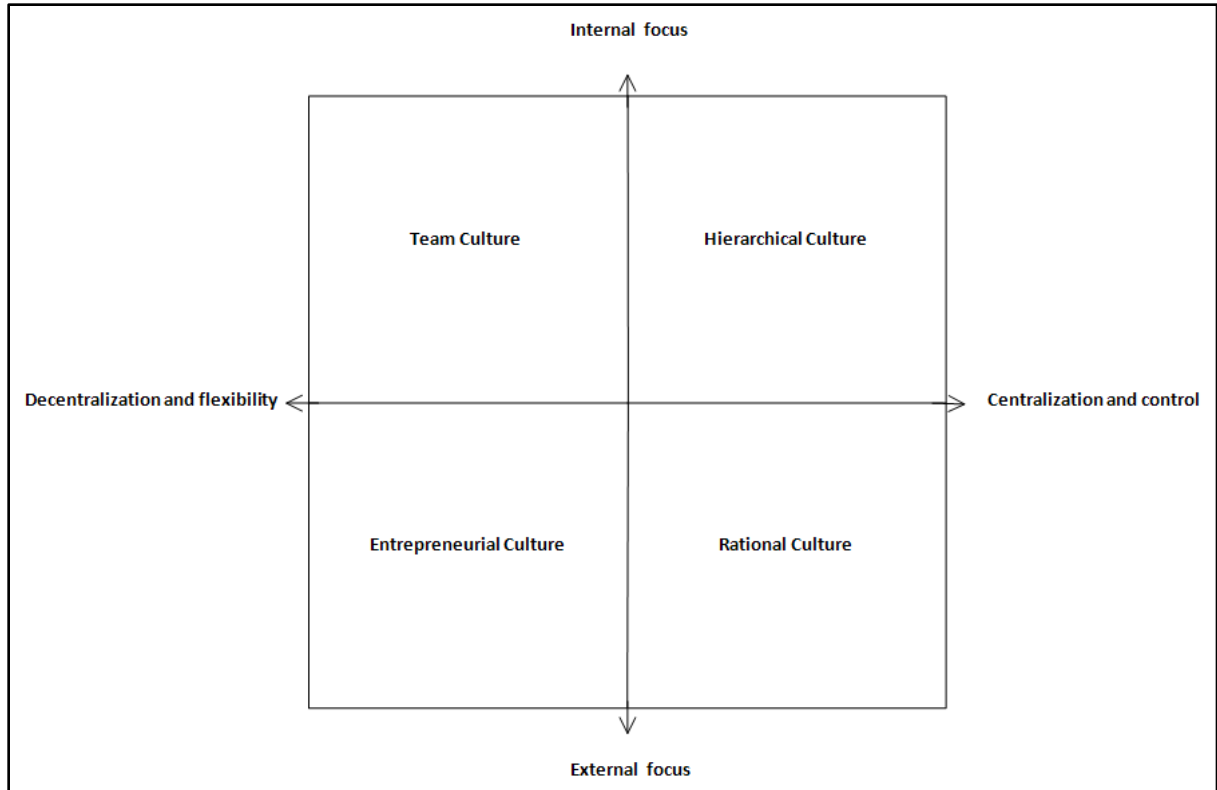 Internal focus
Team Culture
Hierarchical Culture
Decentralization and flexibility
Centralization and control
Entrepreneurial Culture
Rational Culture
External focus